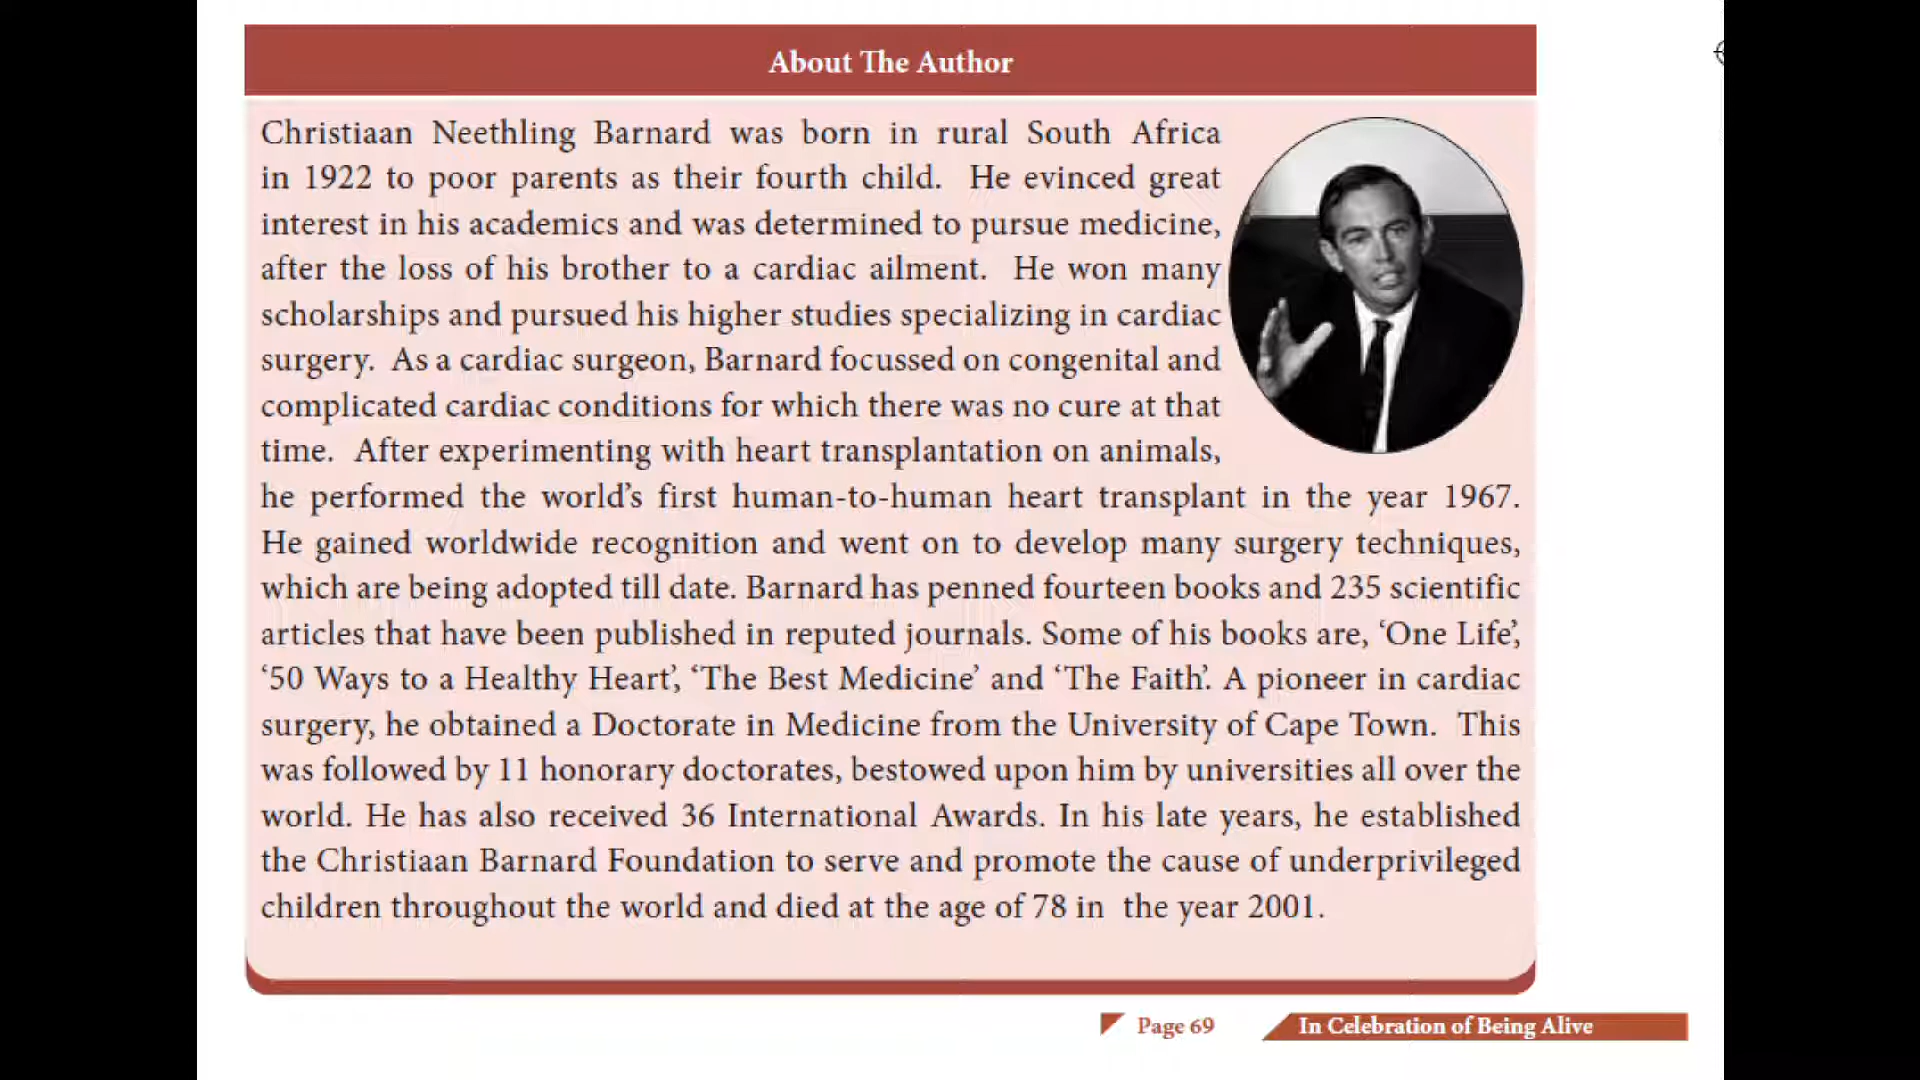 About The Author
Christiaan Neethling Barnard was born in rural South Africa
in 1922 to poor parents as their fourth child. He evinced great
interest in his academics and was determined to pursue medicine,
after the loss of his brother to a cardiac ailment. He won many
scholarships and pursued his higher studies specializing in cardiac
surgery. As a cardiac surgeon, Barnard focussed on congenital and
complicated cardiac conditions for which there was no cure at that
time. After experimenting with heart transplantation on animals,
he performed the world’s first human-to-human heart transplant in the year 1967.
He gained worldwide recognition and went on to develop many surgery techniques,
which are being adopted till date. Barnard has penned fourteen books and 235 scientific
articles that have been published in reputed journals. Some of his books are, ‘One Life’,
‘50 Ways to a Healthy Heart’, ‘The Best Medicine’ and ‘The Faith’. A pioneer in cardiac
surgery, he obtained a Doctorate in Medicine from the University of Cape Town. This
was followed by 11 honorary doctorates, bestowed upon him by universities all over the
world. He has also received 36 International Awards. In his late years, he established
the Christiaan Barnard Foundation to serve and promote the cause of underprivileged
children throughout the world and died at the age of 78 in the year 2001.
Page 69 In Celebration of Being Alive